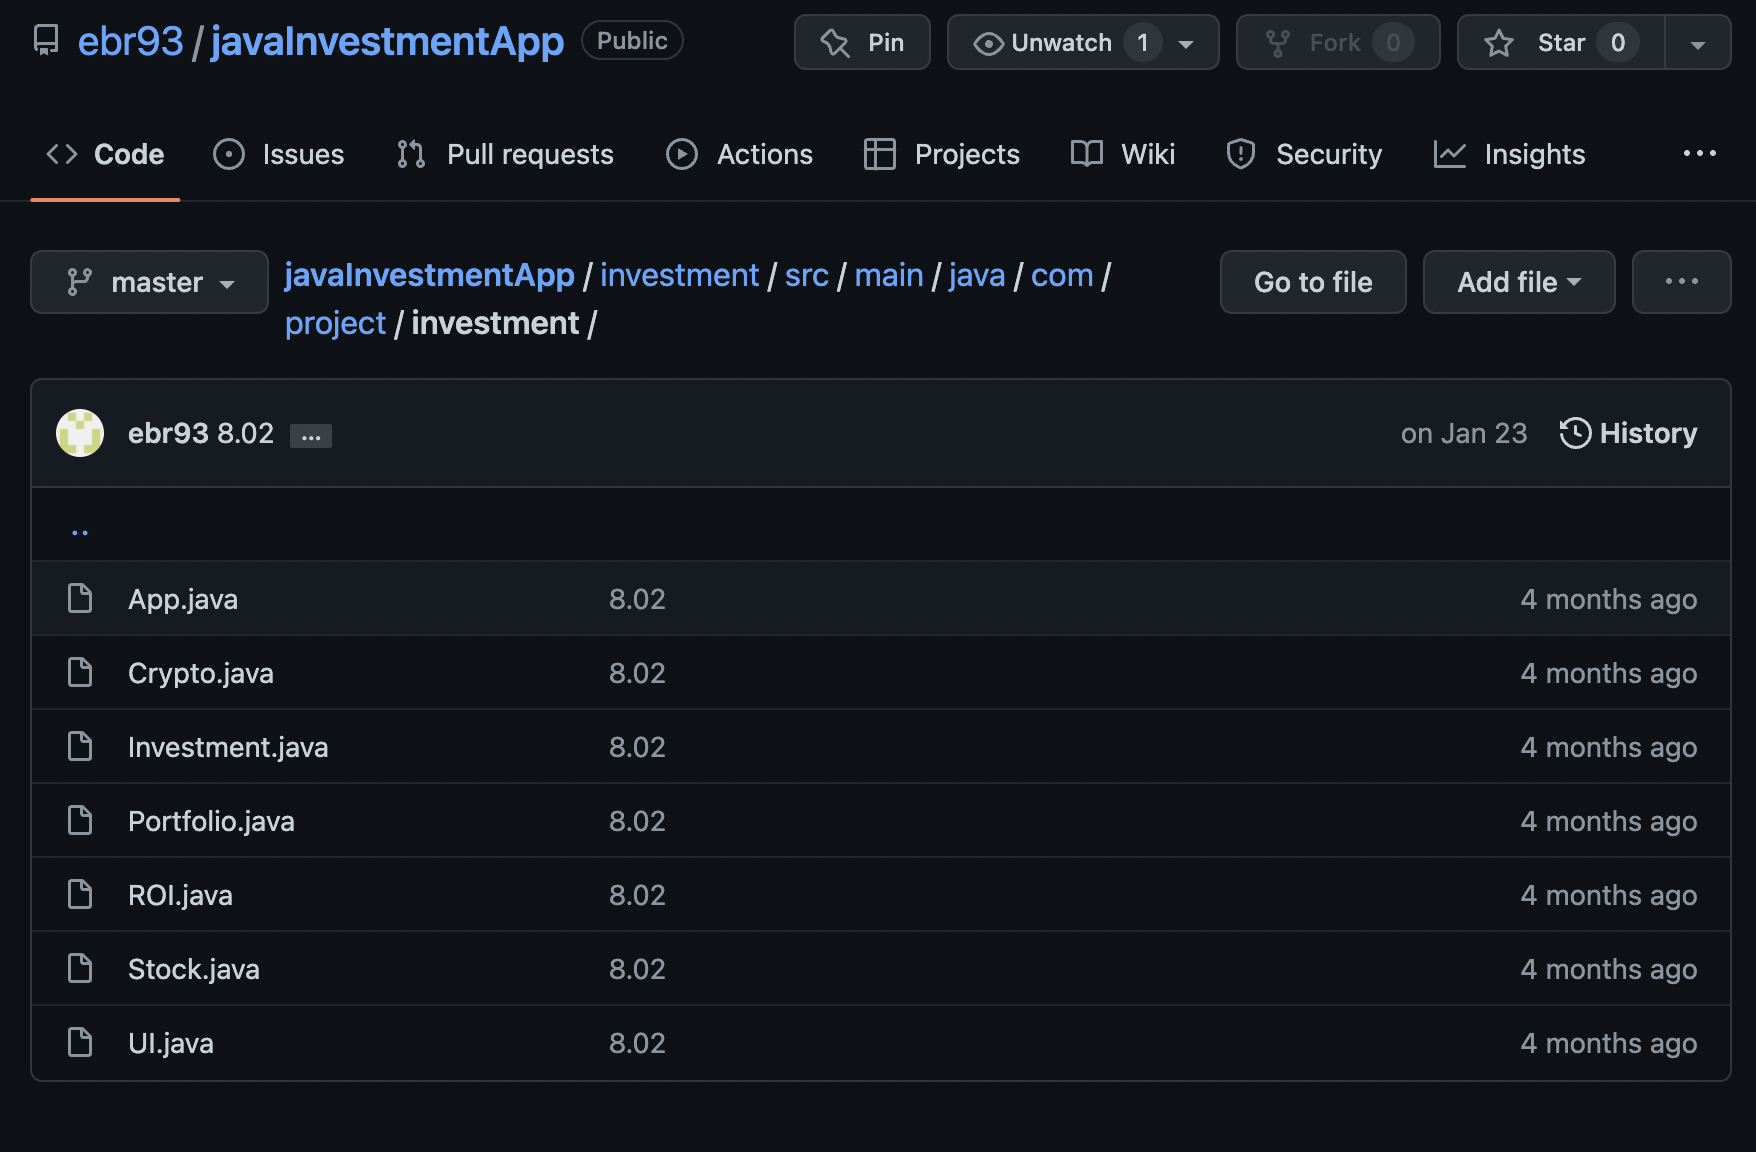 ebr93 / javaInvestmentApp Public Pin Unwatch 1 Fork 0 Star 0
Code Issues Pull requests Actions Projects Wiki Security Insights ...
master javaInvestmentApp / investment / src / main / java / com / Go to file Add file ...
project / investment /
ebr93 8.02 ... on Jan 23 History
..
App.java 8.02 4 months ago
Crypto.java 8.02 4 months ago
Investment.java 8.02 4 months ago
Portfolio.java 8.02 4 months ago
ROI.java 8.02 4 months ago
Stock.java 8.02 4 months ago
UI.java 8.02 4 months ago